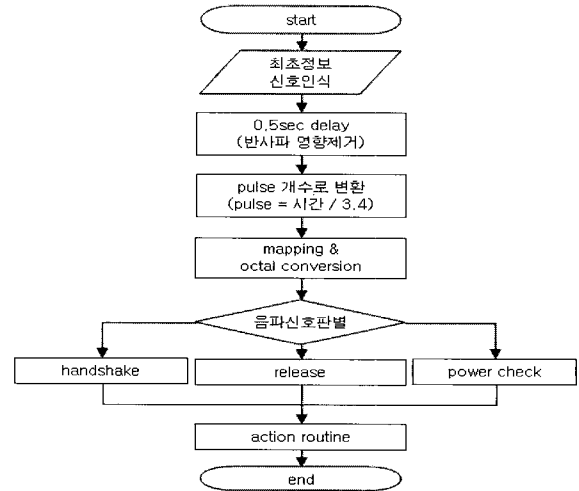 start
최초정보
신호인식
0.5sec delay
(반사파 영향제거)
pulse 개수로 변환
(pulse = 시간 / 3.4)
mapping &
octal conversion
음파신호판별
handshake
release
power check
action routine
end